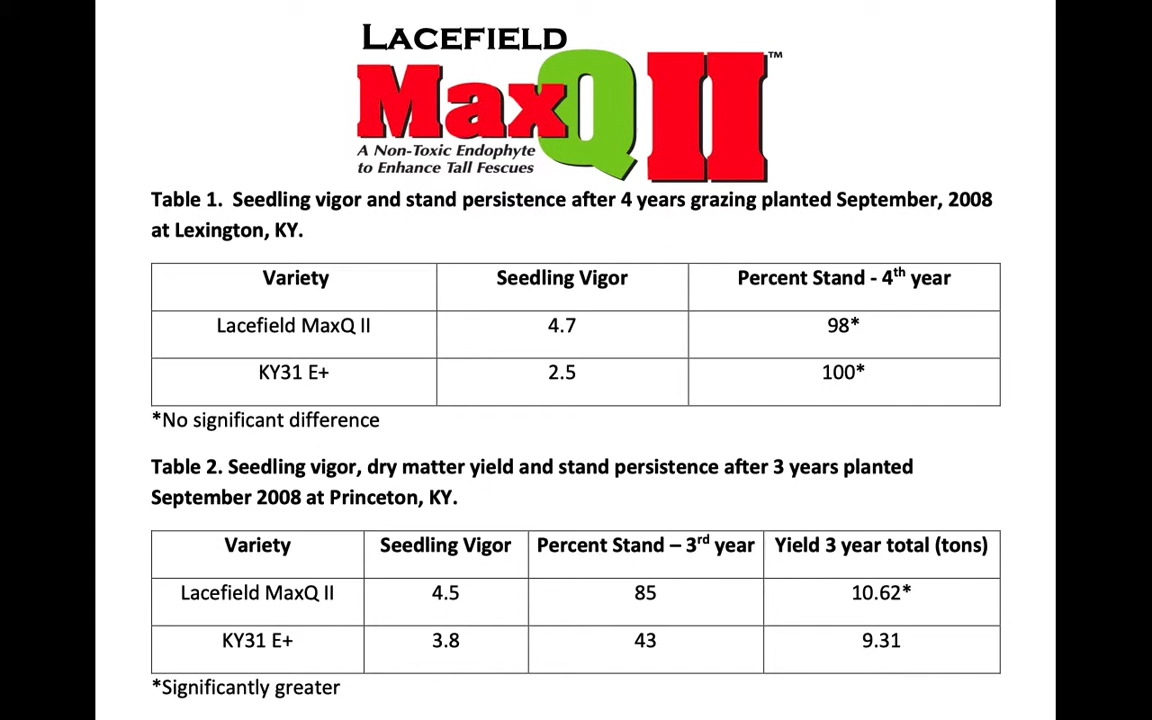 LACEFIELD
MaxQ II™
A Non-Toxic Endophyte
to Enhance Tall Fescues
Table 1.  Seedling vigor and stand persistence after 4 years grazing planted September, 2008
at Lexington, KY.
Variety Seedling Vigor Percent Stand - 4th year
Lacefield MaxQ II 4.7 98*
KY31 E+ 2.5 100*
*No significant difference
Table 2. Seedling vigor, dry matter yield and stand persistence after 3 years planted
September 2008 at Princeton, KY.
Variety Seedling Vigor Percent Stand – 3rd year Yield 3 year total (tons)
Lacefield MaxQ II 4.5 85 10.62*
KY31 E+ 3.8 43 9.31
*Significantly greater